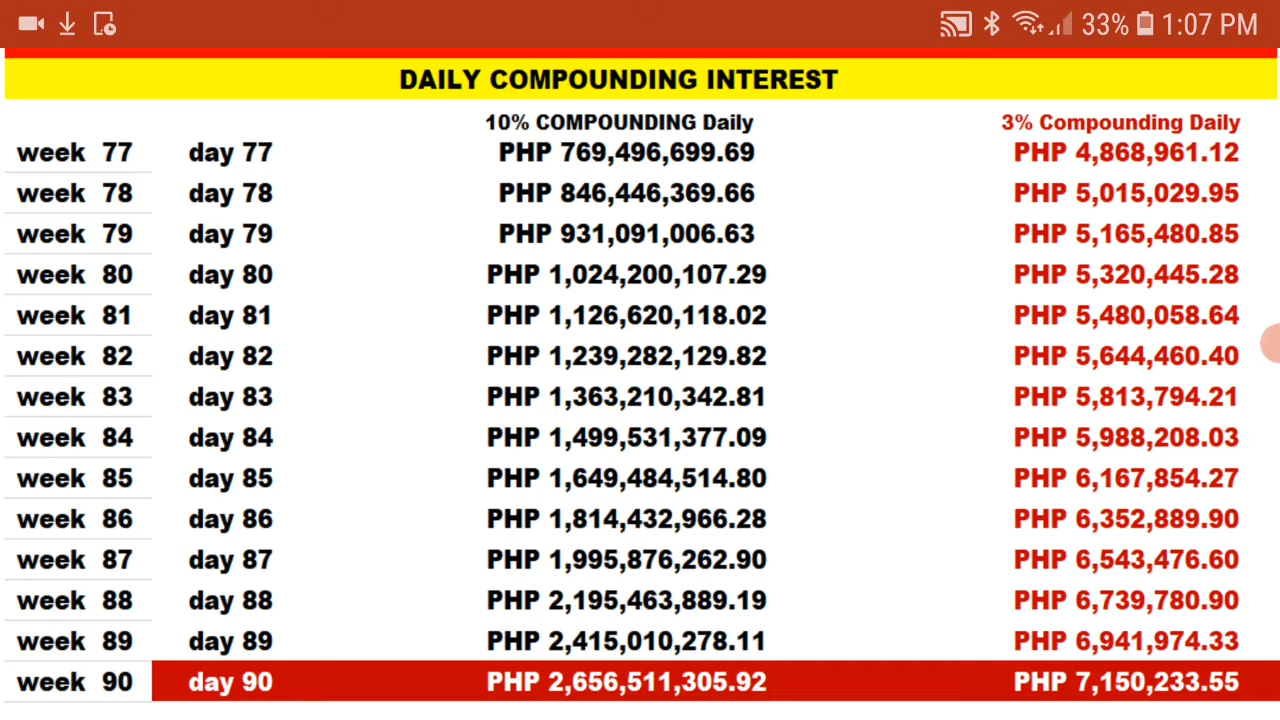 33% 1:07 PM
DAILY COMPOUNDING INTEREST
10% COMPOUNDING Daily 3% Compounding Daily
week 77 day 77 PHP 769,496,699.69 PHP 4,868,961.12
week 78 day 78 PHP 846,446,369.66 PHP 5,015,029.95
week 79 day 79 PHP 931,091,006.63 PHP 5,165,480.85
week 80 day 80 PHP 1,024,200,107.29 PHP 5,320,445.28
week 81 day 81 PHP 1,126,620,118.02 PHP 5,480,058.64
week 82 day 82 PHP 1,239,282,129.82 PHP 5,644,460.40
week 83 day 83 PHP 1,363,210,342.81 PHP 5,813,794.21
week 84 day 84 PHP 1,499,531,377.09 PHP 5,988,208.03
week 85 day 85 PHP 1,649,484,514.80 PHP 6,167,854.27
week 86 day 86 PHP 1,814,432,966.28 PHP 6,352,889.90
week 87 day 87 PHP 1,995,876,262.90 PHP 6,543,476.60
week 88 day 88 PHP 2,195,463,889.19 PHP 6,739,780.90
week 89 day 89 PHP 2,415,010,278.11 PHP 6,941,974.33
week 90 day 90 PHP 2,656,511,305.92 PHP 7,150,233.55